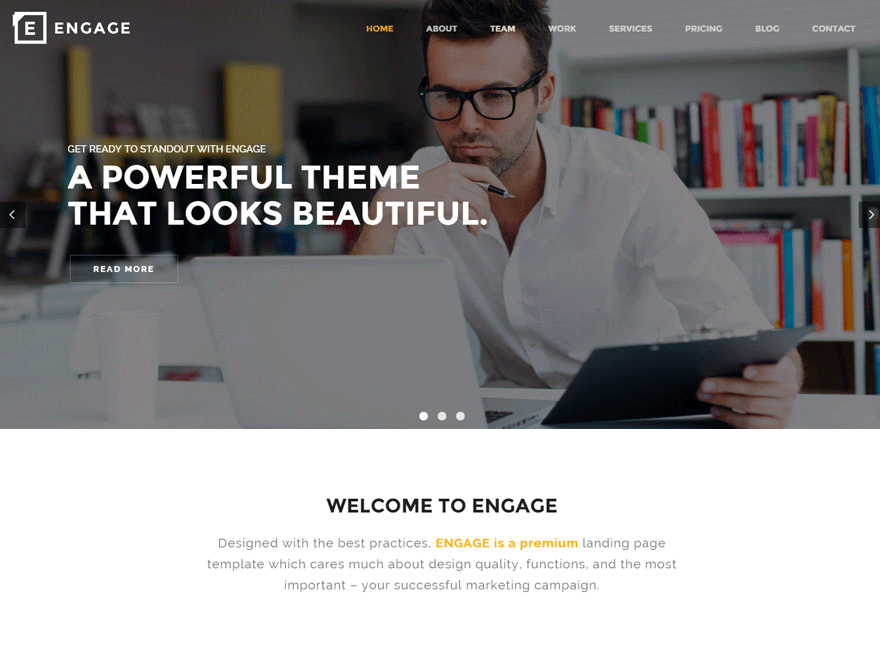 E ENGAGE
HOME ABOUT TEAM WORK SERVICES PRICING BLOG CONTACT
GET READY TO STANDOUT WITH ENGAGE
A POWERFUL THEME
THAT LOOKS BEAUTIFUL.
READ MORE
WELCOME TO ENGAGE
Designed with the best practices, ENGAGE is a premium landing page
template which cares much about design quality, functions, and the most
important – your successful marketing campaign.